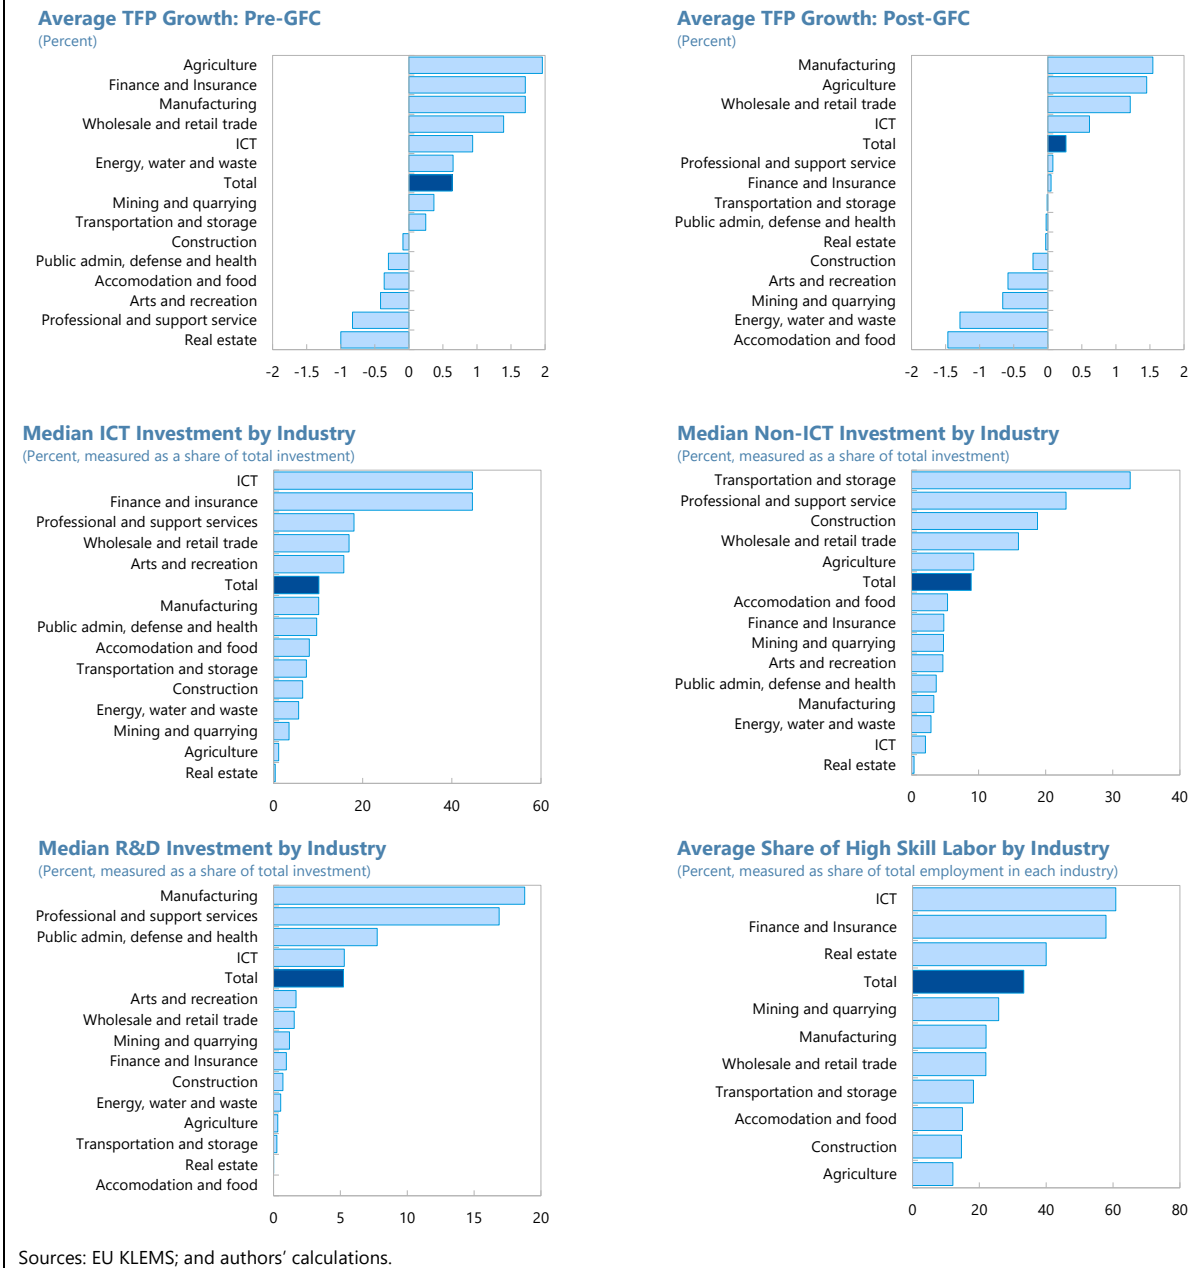 Average TFP Growth: Pre-GFC
(Percent)
Agriculture
Finance and Insurance
Manufacturing
Wholesale and retail trade
ICT
Energy, water and waste
Total
Mining and quarrying
Transportation and storage
Construction
Public admin, defense and health
Accomodation and food
Arts and recreation
Professional and support service
Real estate
-2 -1.5 -1 -0.5 0 0.5 1 1.5 2
Average TFP Growth: Post-GFC
(Percent)
Manufacturing
Agriculture
Wholesale and retail trade
ICT
Total
Professional and support service
Finance and Insurance
Transportation and storage
Public admin, defense and health
Real estate
Construction
Arts and recreation
Mining and quarrying
Energy, water and waste
Accomodation and food
-2 -1.5 -1 -0.5 0 0.5 1 1.5 2
Median ICT Investment by Industry
(Percent, measured as a share of total investment)
ICT
Finance and insurance
Professional and support services
Wholesale and retail trade
Arts and recreation
Total
Manufacturing
Public admin, defense and health
Accomodation and food
Transportation and storage
Construction
Energy, water and waste
Mining and quarrying
Agriculture
Real estate
0 20 40 60
Median Non-ICT Investment by Industry
(Percent, measured as a share of total investment)
Transportation and storage
Professional and support service
Construction
Wholesale and retail trade
Agriculture
Total
Accomodation and food
Finance and Insurance
Mining and quarrying
Arts and recreation
Public admin, defense and health
Manufacturing
Energy, water and waste
ICT
Real estate
0 10 20 30 40
Median R&D Investment by Industry
(Percent, measured as a share of total investment)
Manufacturing
Professional and support services
Public admin, defense and health
ICT
Total
Arts and recreation
Wholesale and retail trade
Mining and quarrying
Finance and Insurance
Construction
Energy, water and waste
Agriculture
Transportation and storage
Real estate
Accomodation and food
0 5 10 15 20
Average Share of High Skill Labor by Industry
(Percent, measured as share of total employment in each industry)
ICT
Finance and Insurance
Real estate
Total
Mining and quarrying
Manufacturing
Wholesale and retail trade
Transportation and storage
Accomodation and food
Construction
Agriculture
0 20 40 60 80
Sources: EU KLEMS; and authors' calculations.